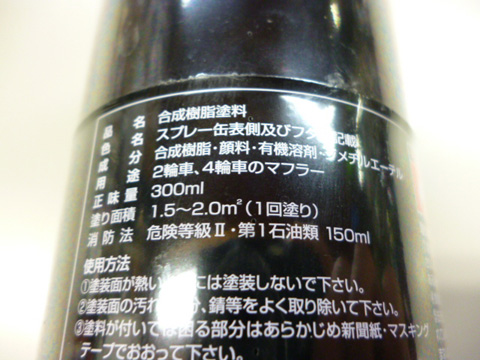 品名 合成樹脂塗料
色名 スプレー缶表側及びフタ 記載
成分 合成樹脂・顔料・有機溶剤・ジメチルエーテル
用途 2輪車、4輪車のマフラー
正味量 300ml
塗り面積 1.5～2.0m²(1回塗り)
消防法 危険等級Ⅱ・第1石油類 150ml
使用方法
①塗装面が熱い には塗装しないで下さい。
②塗装面の汚れ 分、錆等をよく取り除いて下さい。
③塗料が付いては困る部分はあらかじめ新聞紙・マスキング
テープでおおって下さい。